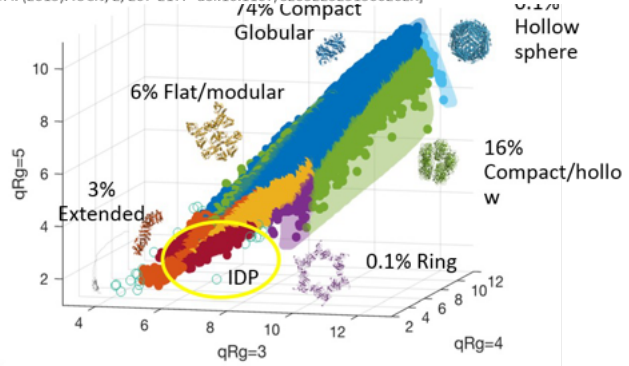 74% Compact
Globular
0.1%
Hollow
sphere
6% Flat/modular
16%
Compact/hollo
w
3%
Extended
IDP
0.1% Ring
qRg=5
10
8
6
4
2
4
6
8
10
12
qRg=3
2
4
6
8
10
12
qRg=4